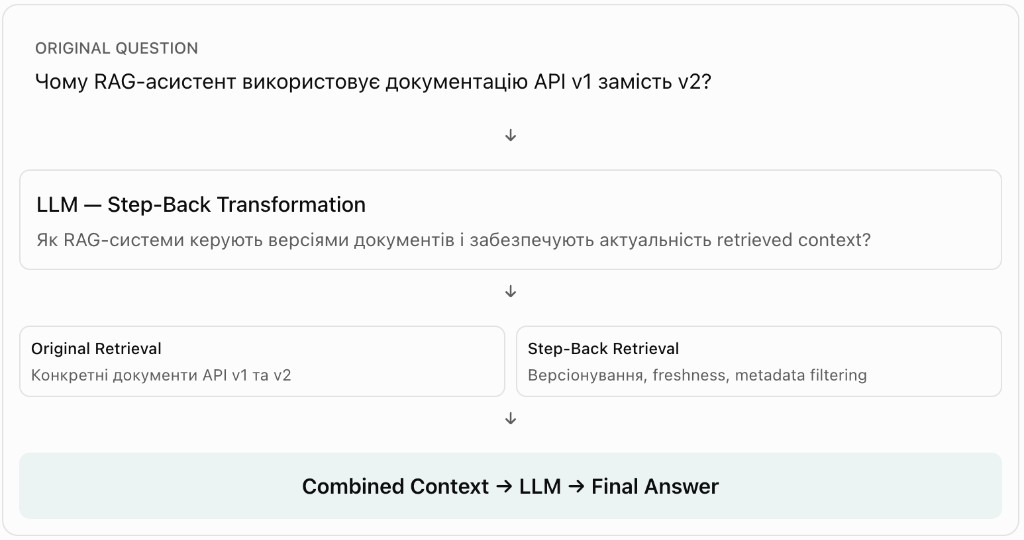 ORIGINAL QUESTION
Чому RAG-асистент використовує документацію API v1 замість v2?
↓
LLM — Step-Back Transformation
Як RAG-системи керують версіями документів і забезпечують актуальність retrieved context?
↓
Original Retrieval
Конкретні документи API v1 та v2
Step-Back Retrieval
Версіонування, freshness, metadata filtering
↓
Combined Context → LLM → Final Answer